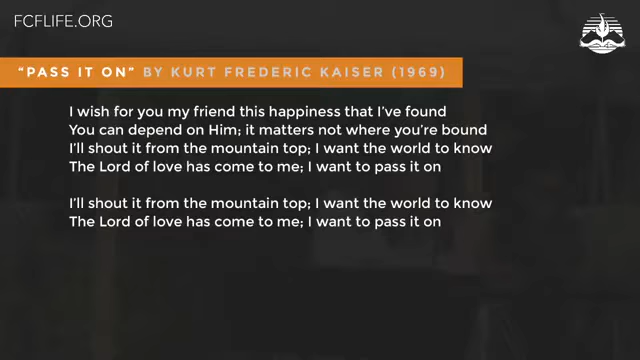 FCFLIFE.ORG
“PASS IT ON” BY KURT FREDERIC KAISER (1969)
I wish for you my friend this happiness that I’ve found
You can depend on Him; it matters not where you’re bound
I’ll shout it from the mountain top; I want the world to know
The Lord of love has come to me; I want to pass it on
I’ll shout it from the mountain top; I want the world to know
The Lord of love has come to me; I want to pass it on